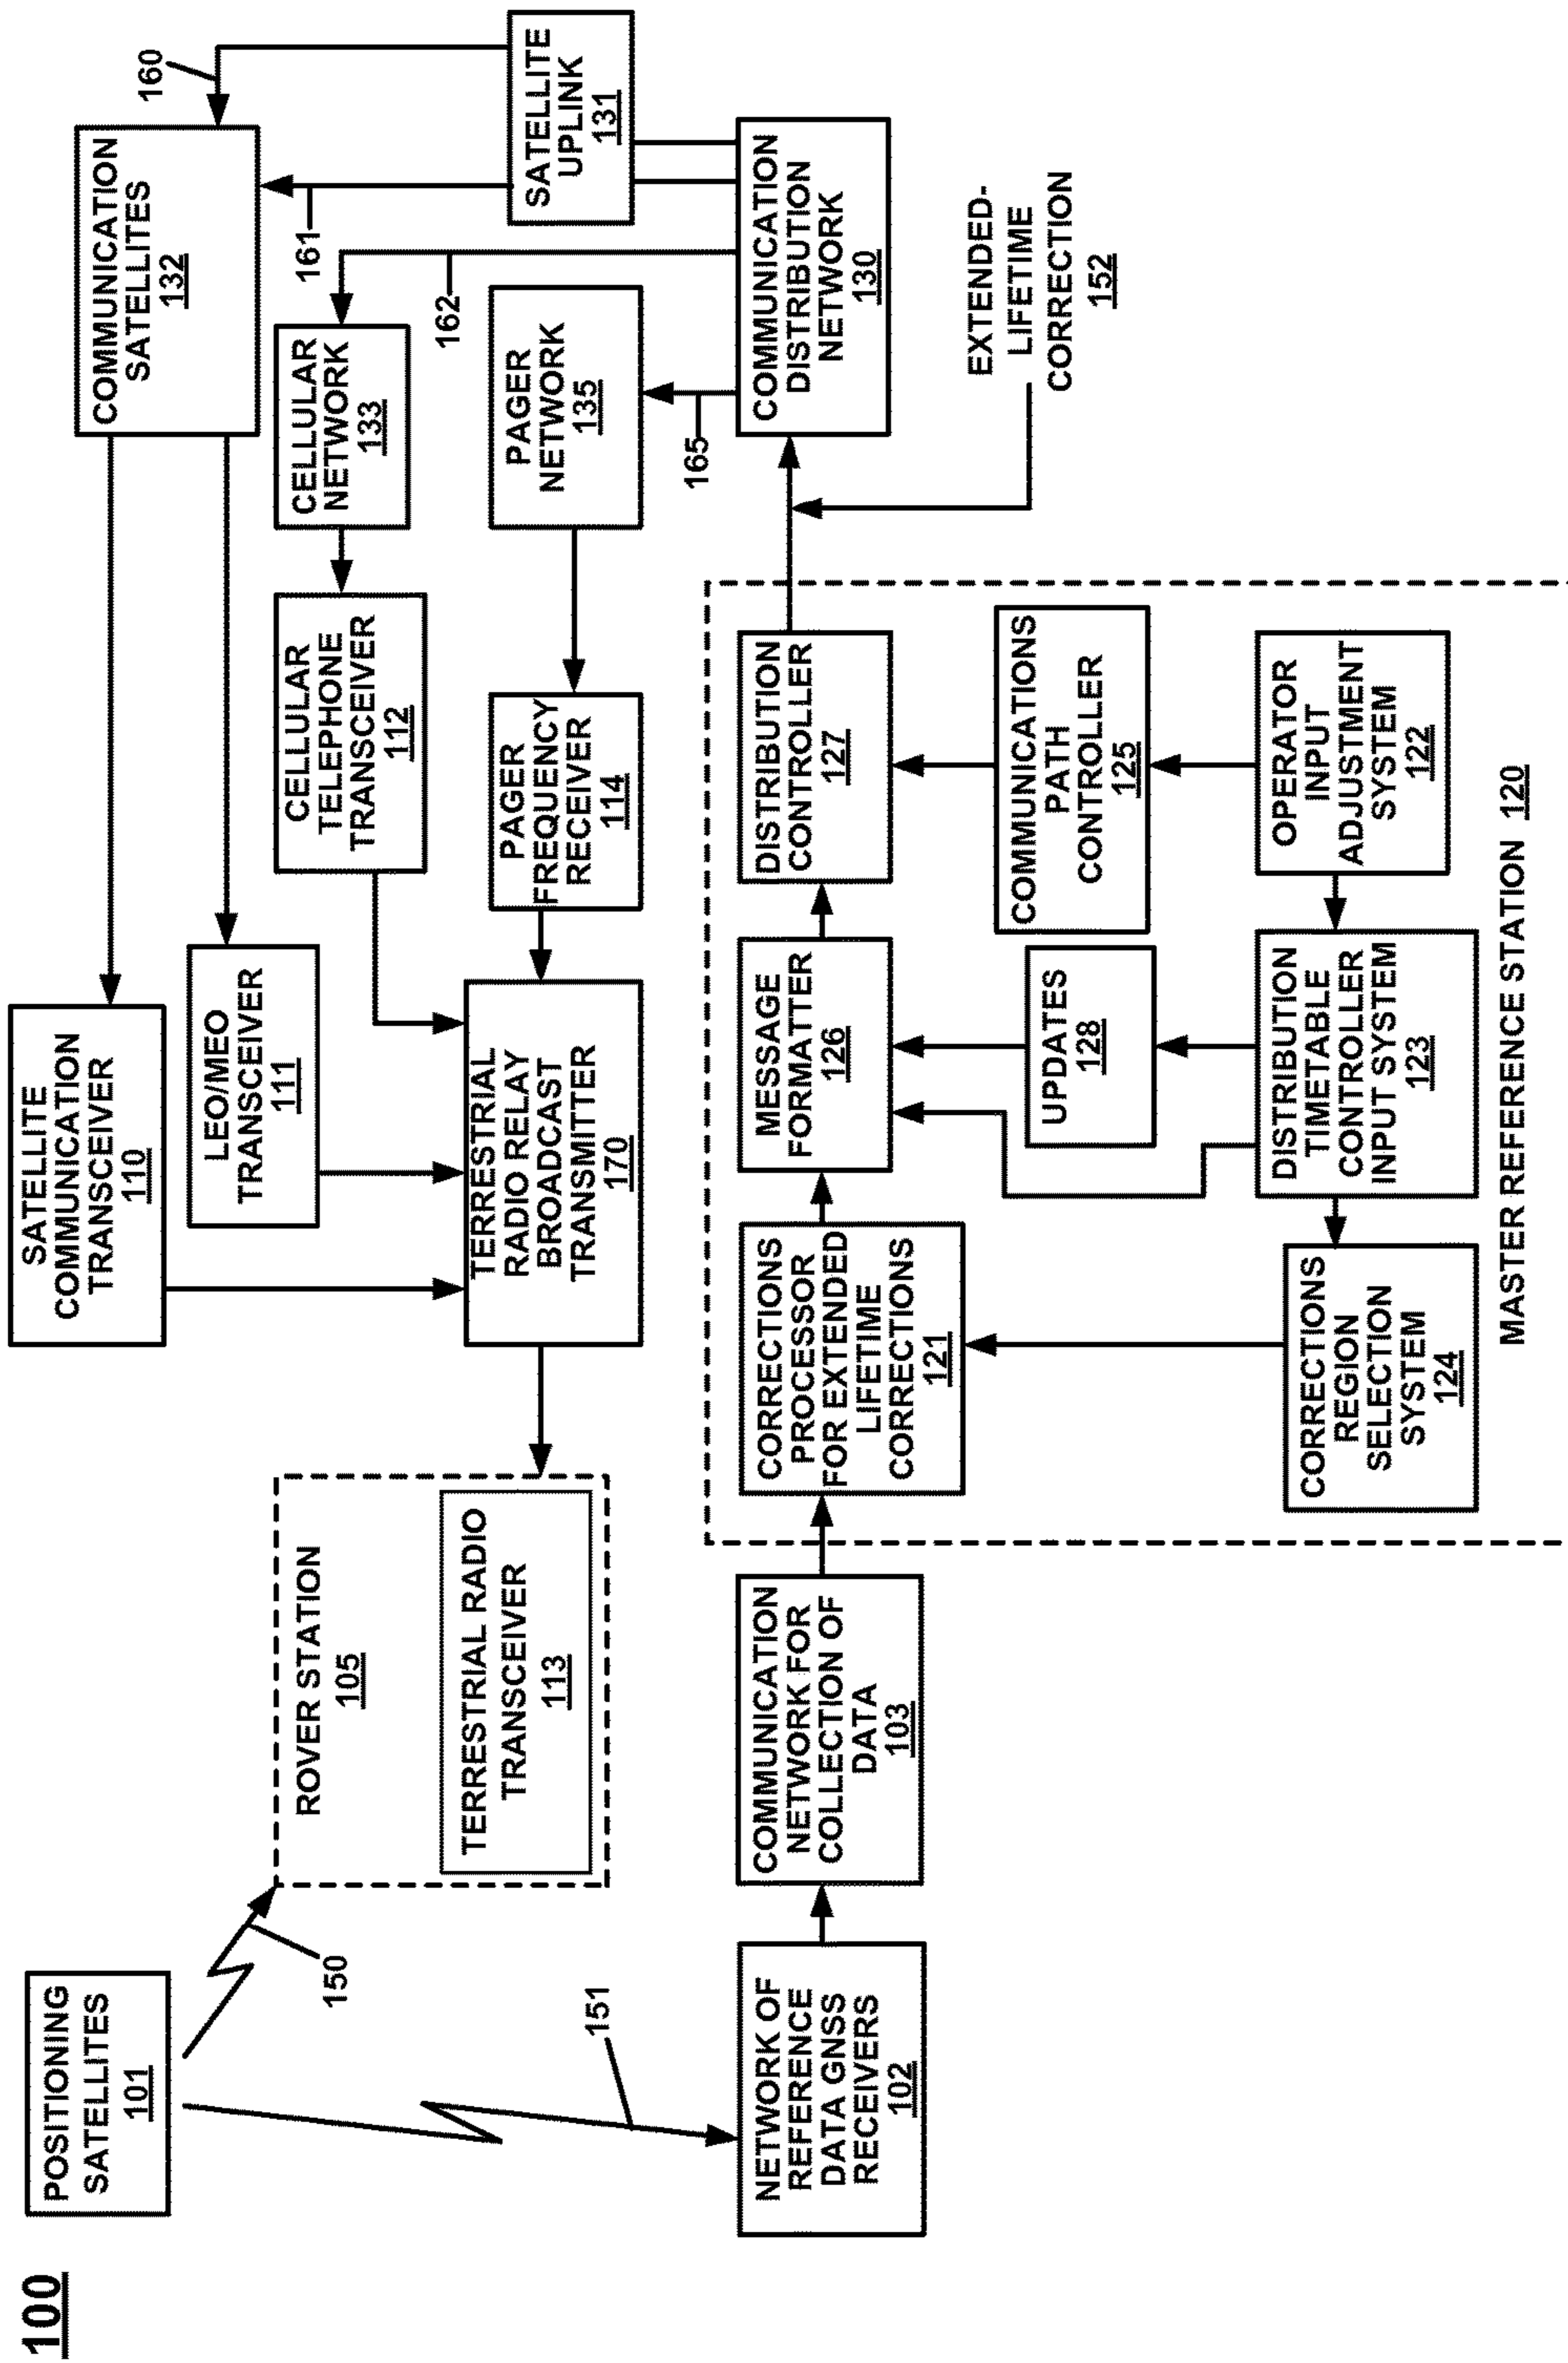 100
POSITIONING
SATELLITES
101
150
151
ROVER STATION
105
TERRESTRIAL RADIO
TRANSCEIVER
113
SATELLITE
COMMUNICATION
TRANSCEIVER
110
LEO/MEO
TRANSCEIVER
111
TERRESTRIAL
RADIO RELAY
BROADCAST
TRANSMITTER
170
CELLULAR
TELEPHONE
TRANSCEIVER
112
PAGER
FREQUENCY
RECEIVER
114
COMMUNICATION
SATELLITES
132
160
161
CELLULAR
NETWORK
133
162
PAGER
NETWORK
135
165
SATELLITE
UPLINK
131
COMMUNICATION
DISTRIBUTION
NETWORK
130
EXTENDED-
LIFETIME
CORRECTION
152
NETWORK OF
REFERENCE
DATA GNSS
RECEIVERS
102
COMMUNICATION
NETWORK FOR
COLLECTION OF
DATA
103
CORRECTIONS
PROCESSOR
FOR EXTENDED
LIFETIME
CORRECTIONS
121
MESSAGE
FORMATTER
126
DISTRIBUTION
CONTROLLER
127
UPDATES
128
COMMUNICATIONS
PATH
CONTROLLER
125
CORRECTIONS
REGION
SELECTION
SYSTEM
124
DISTRIBUTION
TIMETABLE
CONTROLLER
INPUT SYSTEM
123
OPERATOR
INPUT
ADJUSTMENT
SYSTEM
122
MASTER REFERENCE STATION 120